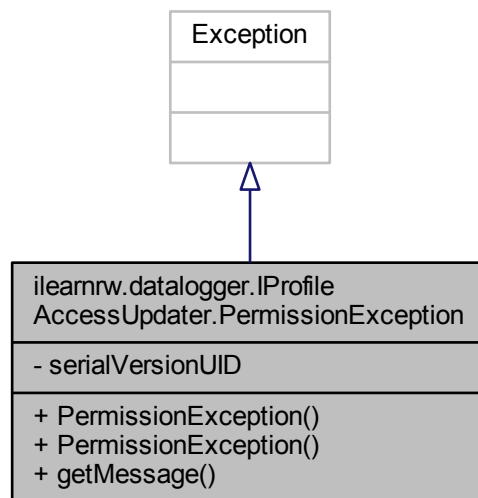 Exception
ilearnrw.datalogger.IProfile
AccessUpdater.PermissionException
- serialVersionUID
+ PermissionException()
+ PermissionException()
+ getMessage()